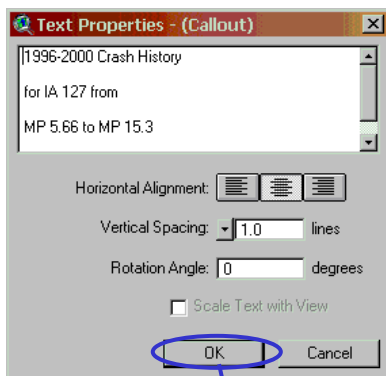 Text Properties - (Callout)
1996-2000 Crash History
for IA 127 from
MP 5.66 to MP 15.3
Horizontal Alignment:
Vertical Spacing: 1.0 lines
Rotation Angle: 0 degrees
Scale Text with View
OK Cancel